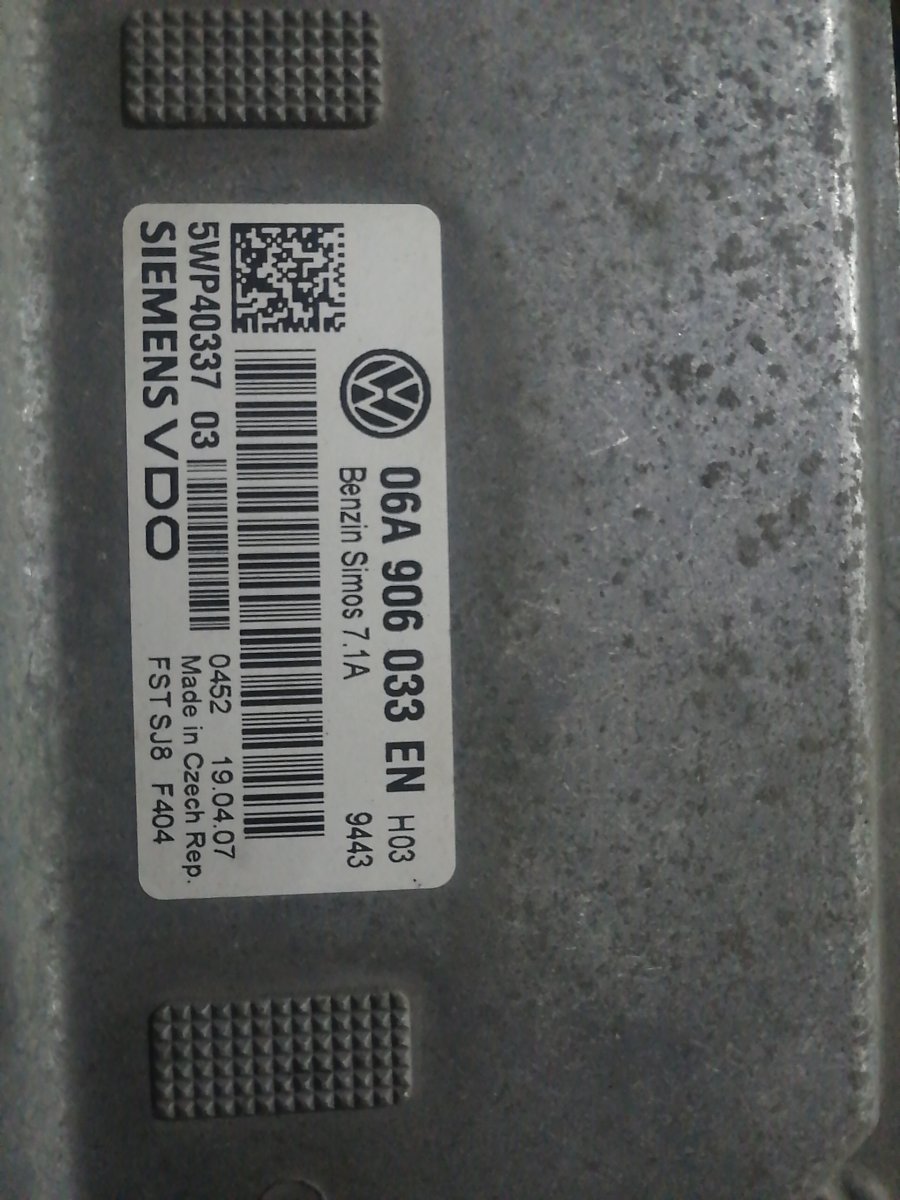 06A 906 033 EN H03
Benzin Simos 7.1A 9443
5WP40337 03
0452 19.04.07
Made in Czech Rep.
SIEMENS VDO
FST SJ8 F404